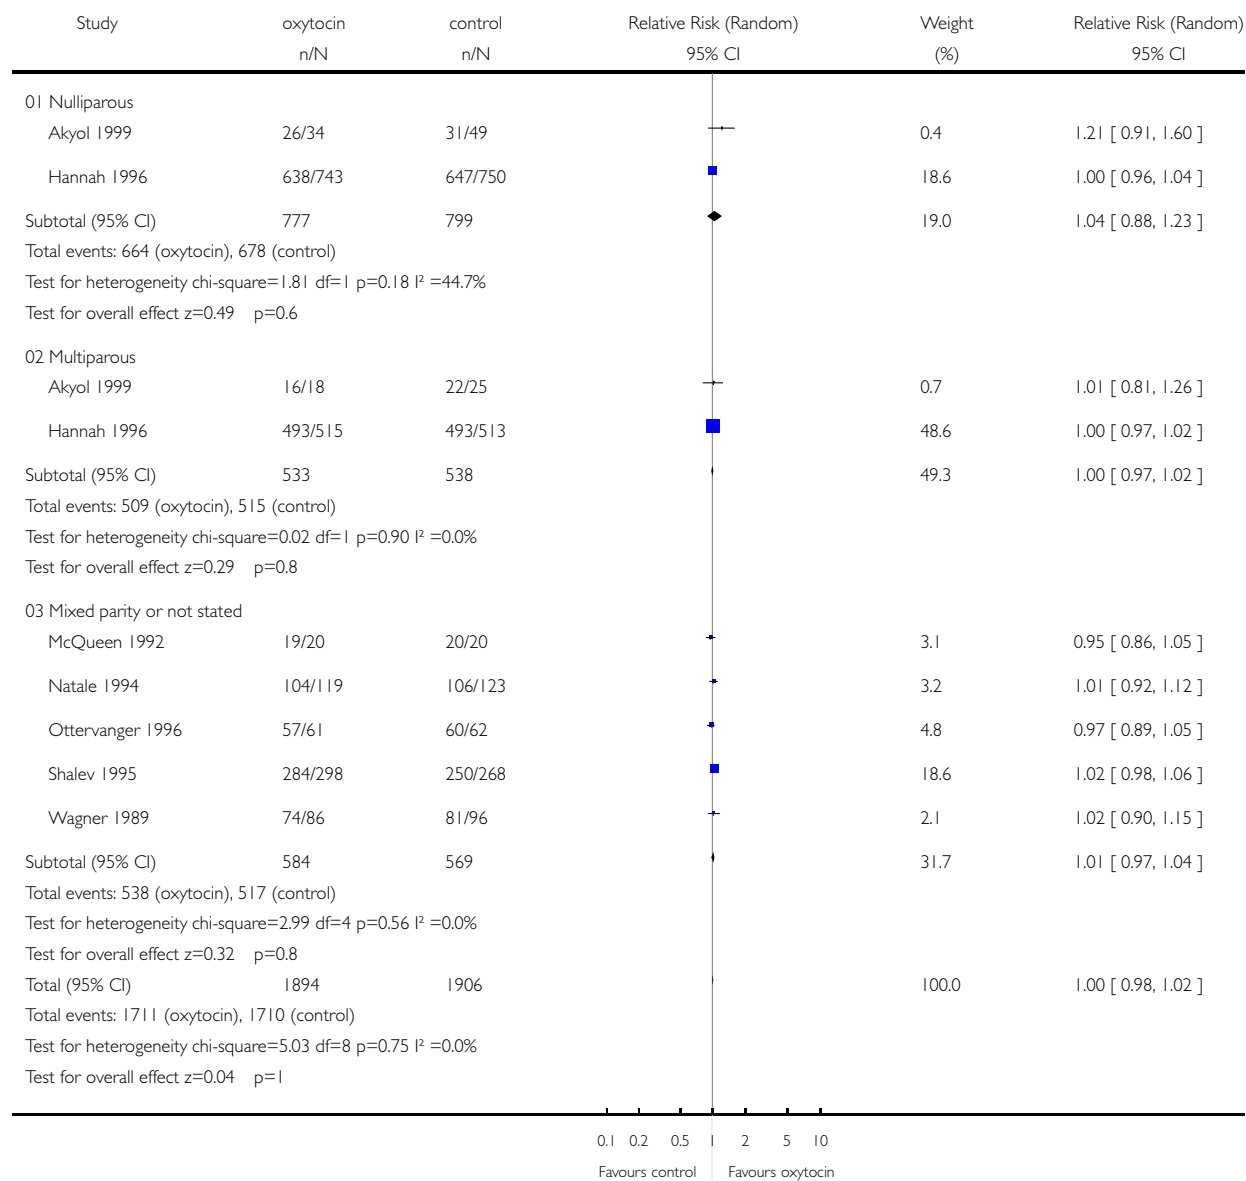 Study oxytocin control Relative Risk (Random) Weight Relative Risk (Random)
n/N n/N 95% CI (%) 95% CI
01 Nulliparous
Akyol 1999 26/34 31/49 0.4 1.21 [ 0.91, 1.60 ]
Hannah 1996 638/743 647/750 18.6 1.00 [ 0.96, 1.04 ]
Subtotal (95% CI) 777 799 19.0 1.04 [ 0.88, 1.23 ]
Total events: 664 (oxytocin), 678 (control)
Test for heterogeneity chi-square=1.81 df=1 p=0.18 I² =44.7%
Test for overall effect z=0.49 p=0.6
02 Multiparous
Akyol 1999 16/18 22/25 0.7 1.01 [ 0.81, 1.26 ]
Hannah 1996 493/515 493/513 48.6 1.00 [ 0.97, 1.02 ]
Subtotal (95% CI) 533 538 49.3 1.00 [ 0.97, 1.02 ]
Total events: 509 (oxytocin), 515 (control)
Test for heterogeneity chi-square=0.02 df=1 p=0.90 I² =0.0%
Test for overall effect z=0.29 p=0.8
03 Mixed parity or not stated
McQueen 1992 19/20 20/20 3.1 0.95 [ 0.86, 1.05 ]
Natale 1994 104/119 106/123 3.2 1.01 [ 0.92, 1.12 ]
Ottervanger 1996 57/61 60/62 4.8 0.97 [ 0.89, 1.05 ]
Shalev 1995 284/298 250/268 18.6 1.02 [ 0.98, 1.06 ]
Wagner 1989 74/86 81/96 2.1 1.02 [ 0.90, 1.15 ]
Subtotal (95% CI) 584 569 31.7 1.01 [ 0.97, 1.04 ]
Total events: 538 (oxytocin), 517 (control)
Test for heterogeneity chi-square=2.99 df=4 p=0.56 I² =0.0%
Test for overall effect z=0.32 p=0.8
Total (95% CI) 1894 1906 100.0 1.00 [ 0.98, 1.02 ]
Total events: 1711 (oxytocin), 1710 (control)
Test for heterogeneity chi-square=5.03 df=8 p=0.75 I² =0.0%
Test for overall effect z=0.04 p=1
0.1 0.2 0.5 1 2 5 10
Favours control Favours oxytocin